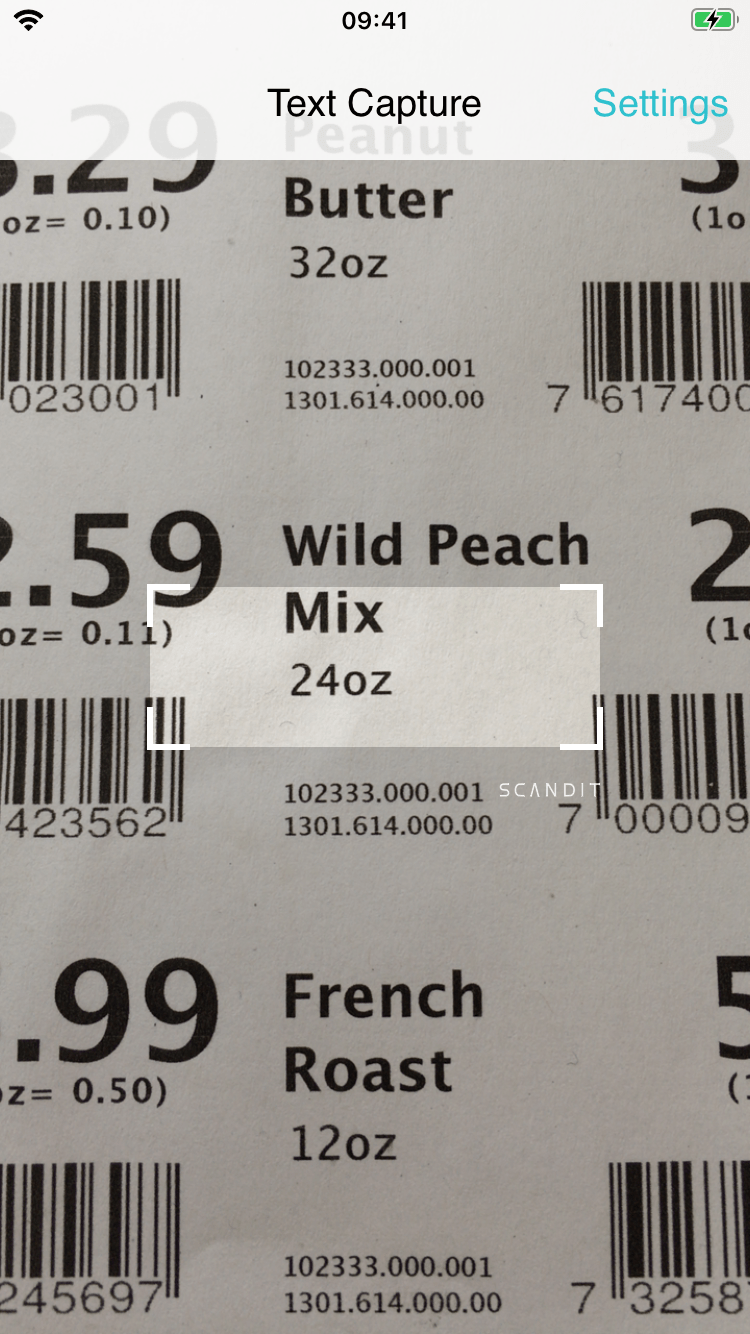 09:41
Text Capture
Settings
.29
Peanut
3
Butter
oz= 0.10)
(1o
32oz
102333.000.001
023001
1301.614.000.00
7 617400
2.59
Wild Peach
2
Mix
oz= 0.11)
24oz
102333.000.001
SCANDIT
423562
1301.614.000.00
7 00009
.99
French
5
Roast
z= 0.50)
12oz
102333.000.001
245697
1301.614.000.00
7 3258